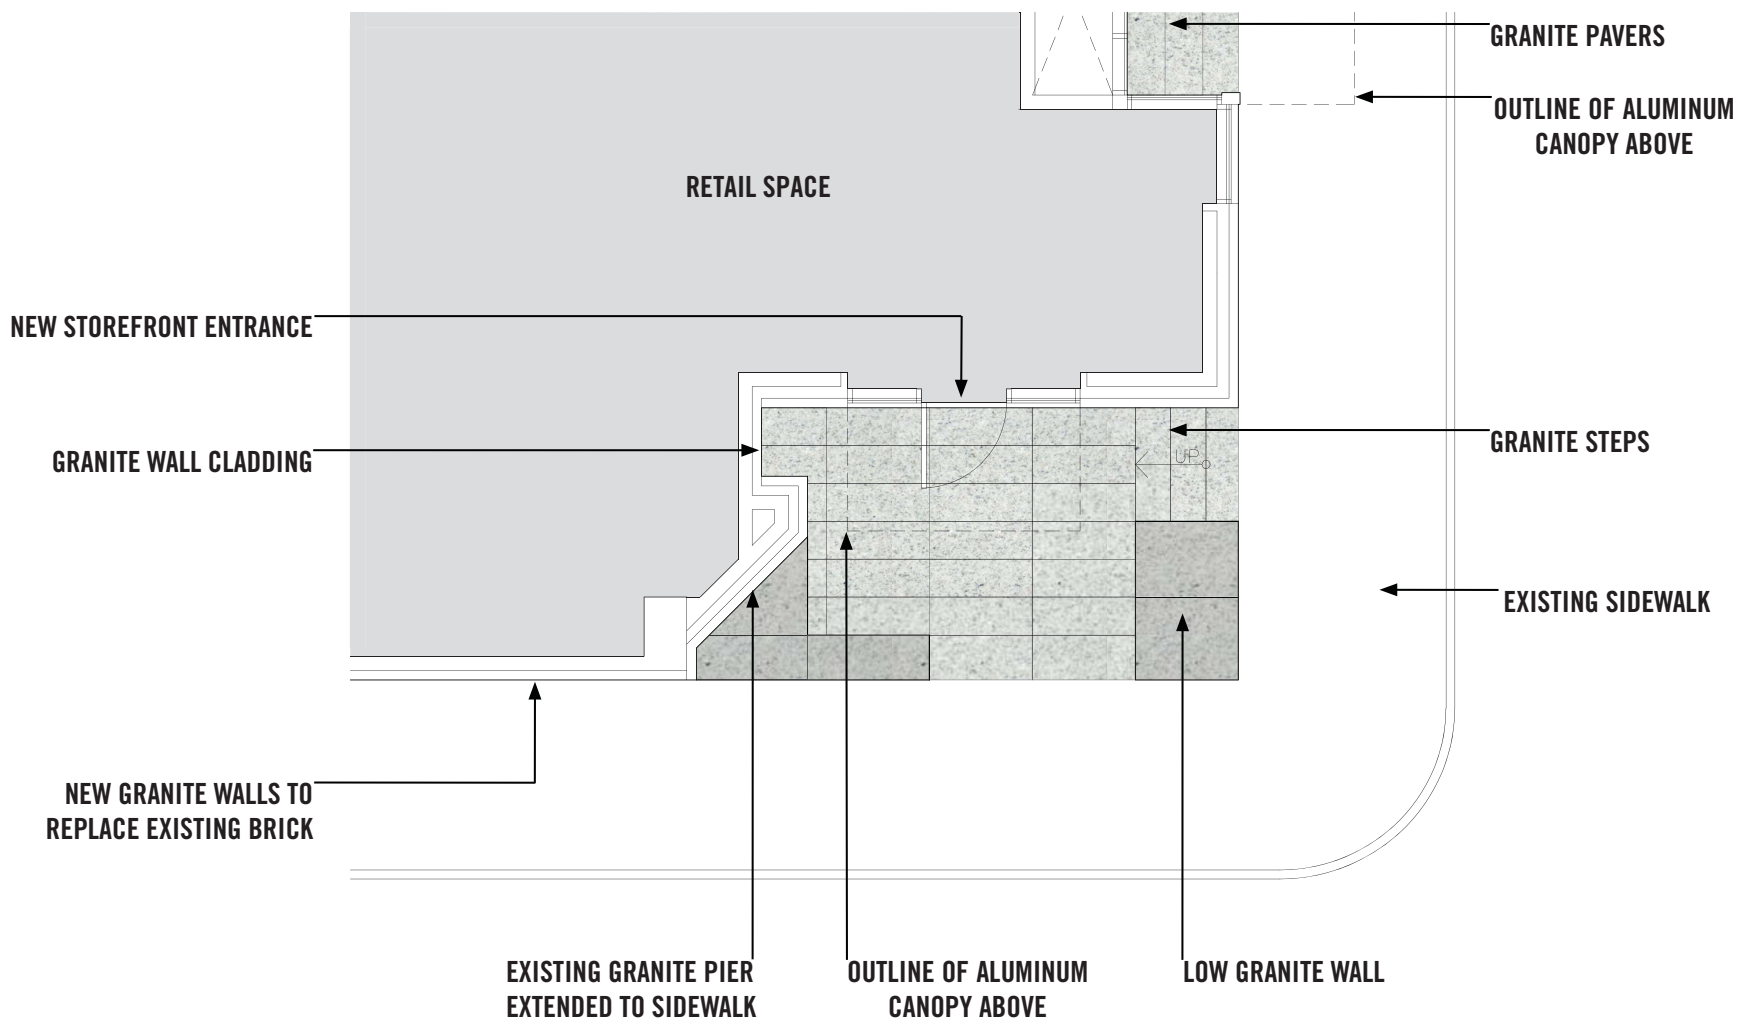 GRANITE PAVERS
OUTLINE OF ALUMINUM
CANOPY ABOVE
RETAIL SPACE
NEW STOREFRONT ENTRANCE
GRANITE WALL CLADDING
GRANITE STEPS
UP
EXISTING SIDEWALK
NEW GRANITE WALLS TO
REPLACE EXISTING BRICK
EXISTING GRANITE PIER
EXTENDED TO SIDEWALK
OUTLINE OF ALUMINUM
CANOPY ABOVE
LOW GRANITE WALL